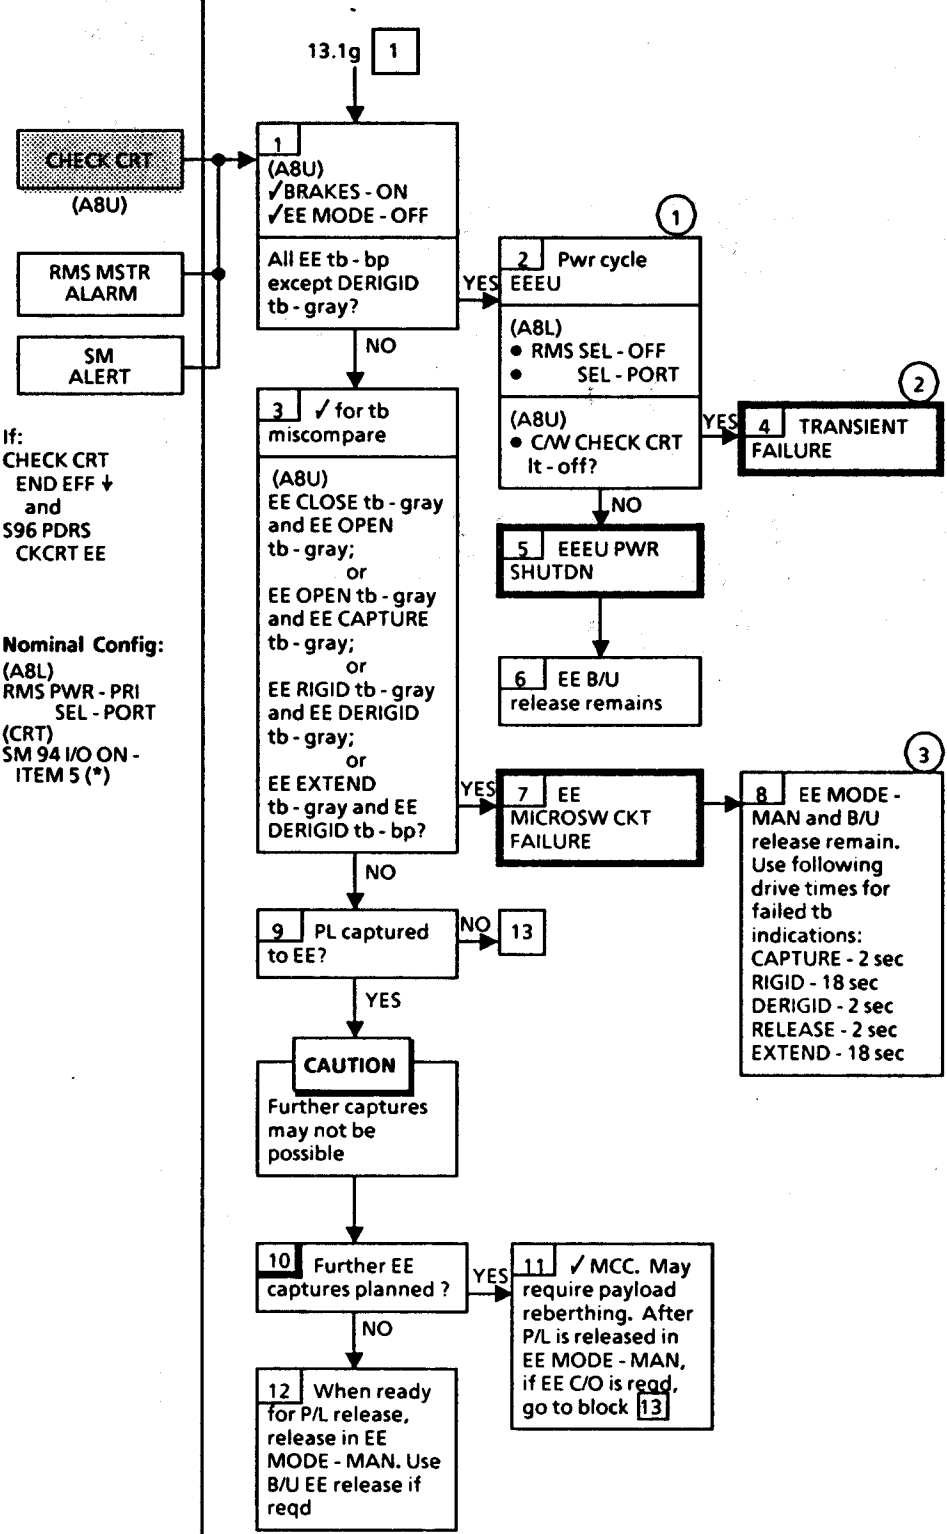 13.1g 1
CHECK CRT
(A8U)
RMS MSTR
ALARM
SM
ALERT
If:
CHECK CRT
END EFF ↓
and
S96 PDRS
CKCRT EE
Nominal Config:
(A8L)
RMS PWR - PRI
SEL - PORT
(CRT)
SM 94 I/O ON -
ITEM 5 (*)
1
(A8U)
✓BRAKES - ON
✓EE MODE - OFF
All EE tb - bp
except DERIGID
tb - gray?
YES
NO
1
2 Pwr cycle
EEEU
(A8L)
• RMS SEL - OFF
• SEL - PORT
(A8U)
• C/W CHECK CRT
lt - off?
YES
NO
2
4 TRANSIENT
FAILURE
5 EEEU PWR
SHUTDN
6 EE B/U
release remains
3 ✓ for tb
miscompare
(A8U)
EE CLOSE tb - gray
and EE OPEN
tb - gray;
or
EE OPEN tb - gray
and EE CAPTURE
tb - gray;
or
EE RIGID tb - gray
and EE DERIGID
tb - gray;
or
EE EXTEND
tb - gray and EE
DERIGID tb - bp?
YES
NO
7 EE
MICROSW CKT
FAILURE
3
8 EE MODE -
MAN and B/U
release remain.
Use following
drive times for
failed tb
indications:
CAPTURE - 2 sec
RIGID - 18 sec
DERIGID - 2 sec
RELEASE - 2 sec
EXTEND - 18 sec
9 PL captured
to EE?
NO
13
YES
CAUTION
Further captures
may not be
possible
10 Further EE
captures planned ?
YES
NO
11 ✓ MCC. May
require payload
reberthing. After
P/L is released in
EE MODE - MAN,
if EE C/O is reqd,
go to block 13
12 When ready
for P/L release,
release in EE
MODE - MAN. Use
B/U EE release if
reqd